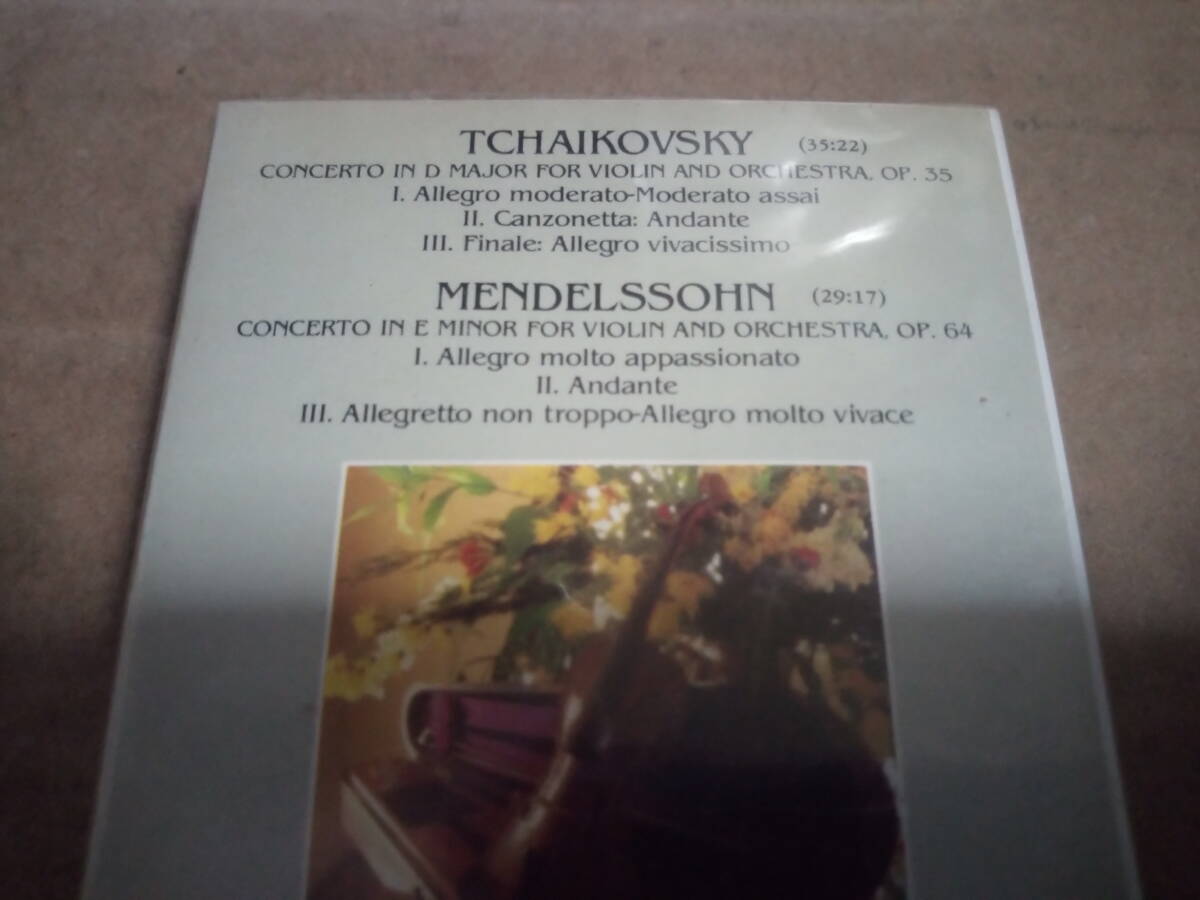 TCHAIKOVSKY (35:22)
CONCERTO IN D MAJOR FOR VIOLIN AND ORCHESTRA, OP. 35
I. Allegro moderato-Moderato assai
II. Canzonetta: Andante
III. Finale: Allegro vivacissimo
MENDELSSOHN (29:17)
CONCERTO IN E MINOR FOR VIOLIN AND ORCHESTRA, OP. 64
I. Allegro molto appassionato
II. Andante
III. Allegretto non troppo-Allegro molto vivace